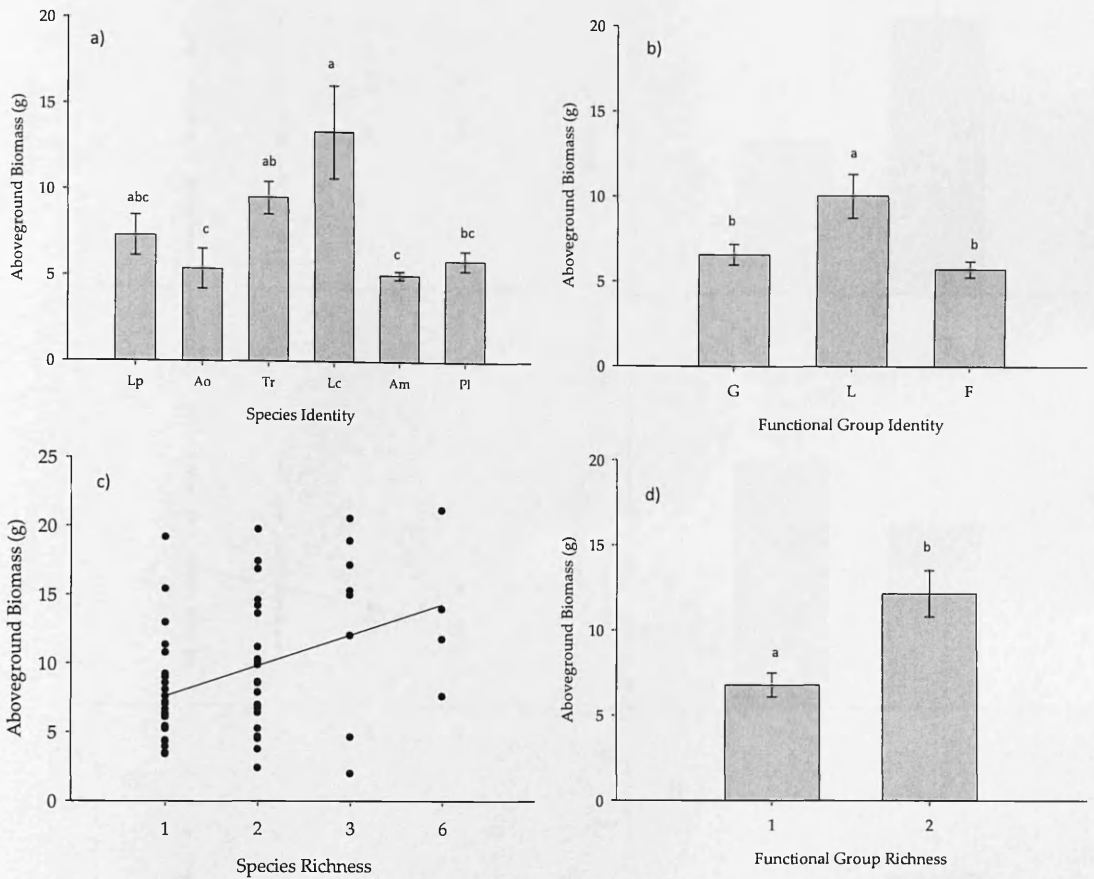 a)
Aboveground Biomass (g)
20
15
10
5
0
abc
c
ab
a
c
bc
Lp
Ao
Tr
Lc
Am
Pl
Species Identity
b)
Aboveground Biomass (g)
20
15
10
5
0
b
a
b
G
L
F
Functional Group Identity
c)
Aboveground Biomass (g)
25
20
15
10
5
0
1
2
3
6
Species Richness
d)
Aboveground Biomass (g)
20
15
10
5
0
a
b
1
2
Functional Group Richness